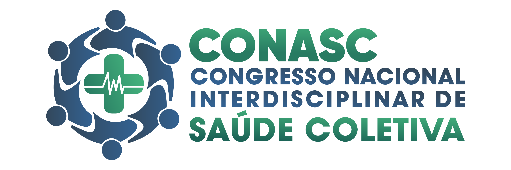 CONASC
CONGRESSO NACIONAL
INTERDISCIPLINAR DE
SAÚDE COLETIVA